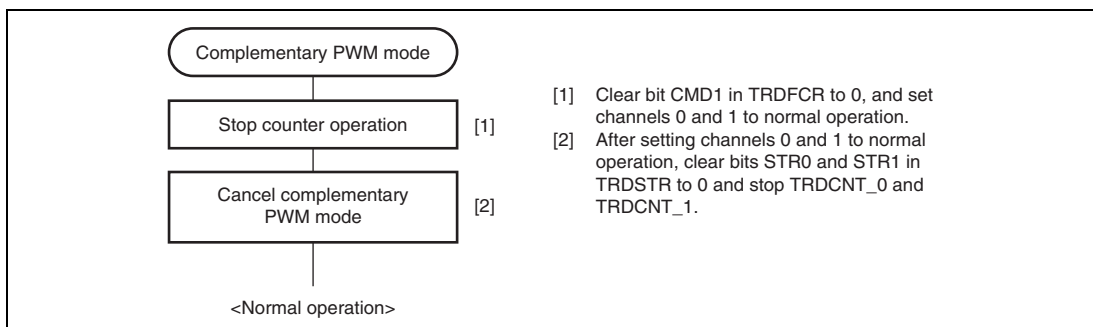 Complementary PWM mode
Stop counter operation
[1]
Cancel complementary
PWM mode
[2]
<Normal operation>
[1] Clear bit CMD1 in TRDFCR to 0, and set
channels 0 and 1 to normal operation.
[2] After setting channels 0 and 1 to normal
operation, clear bits STR0 and STR1 in
TRDSTR to 0 and stop TRDCNT_0 and
TRDCNT_1.